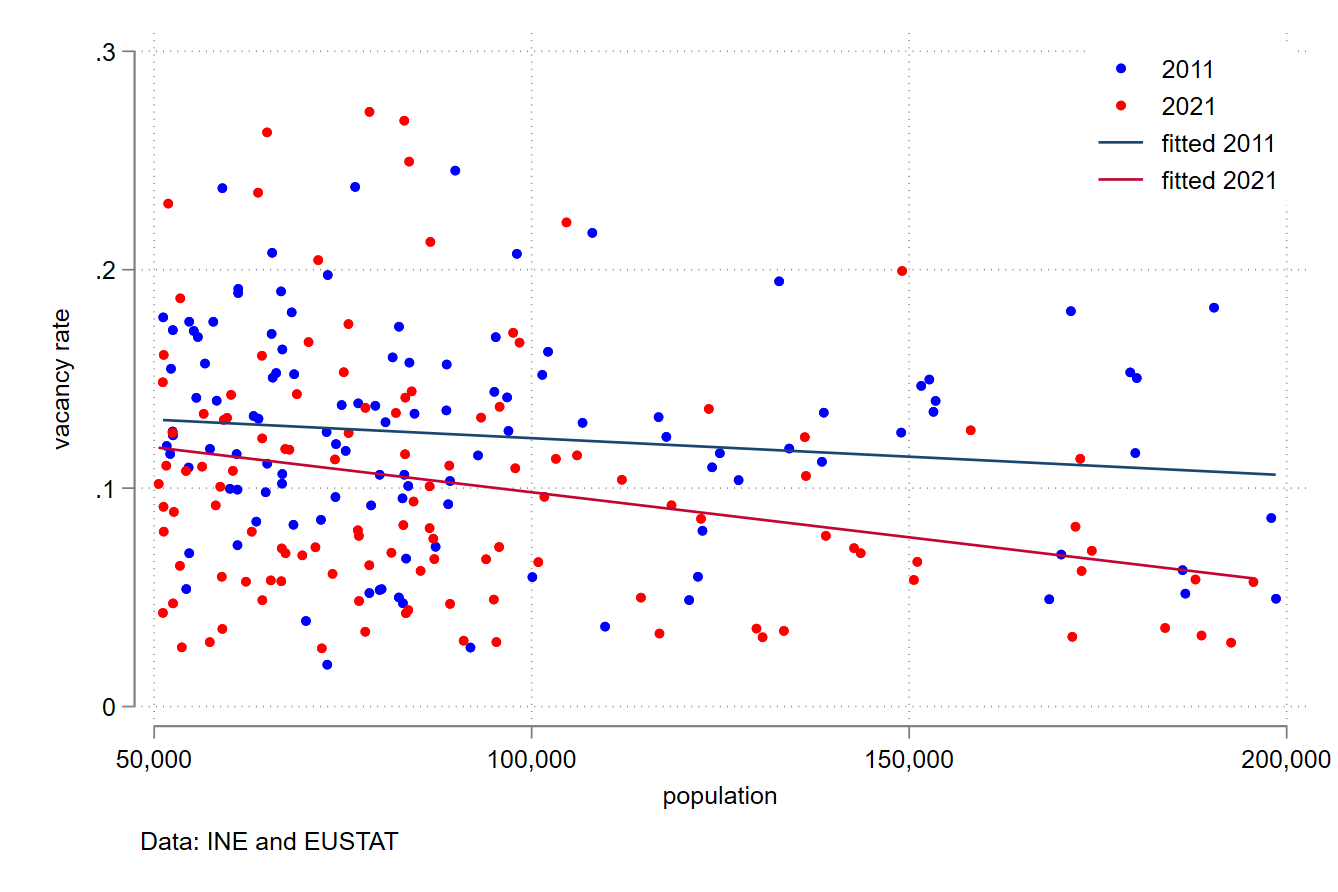 .3
.2
.1
0
vacancy rate
50,000
100,000
150,000
200,000
population
2011
2021
fitted 2011
fitted 2021
Data: INE and EUSTAT